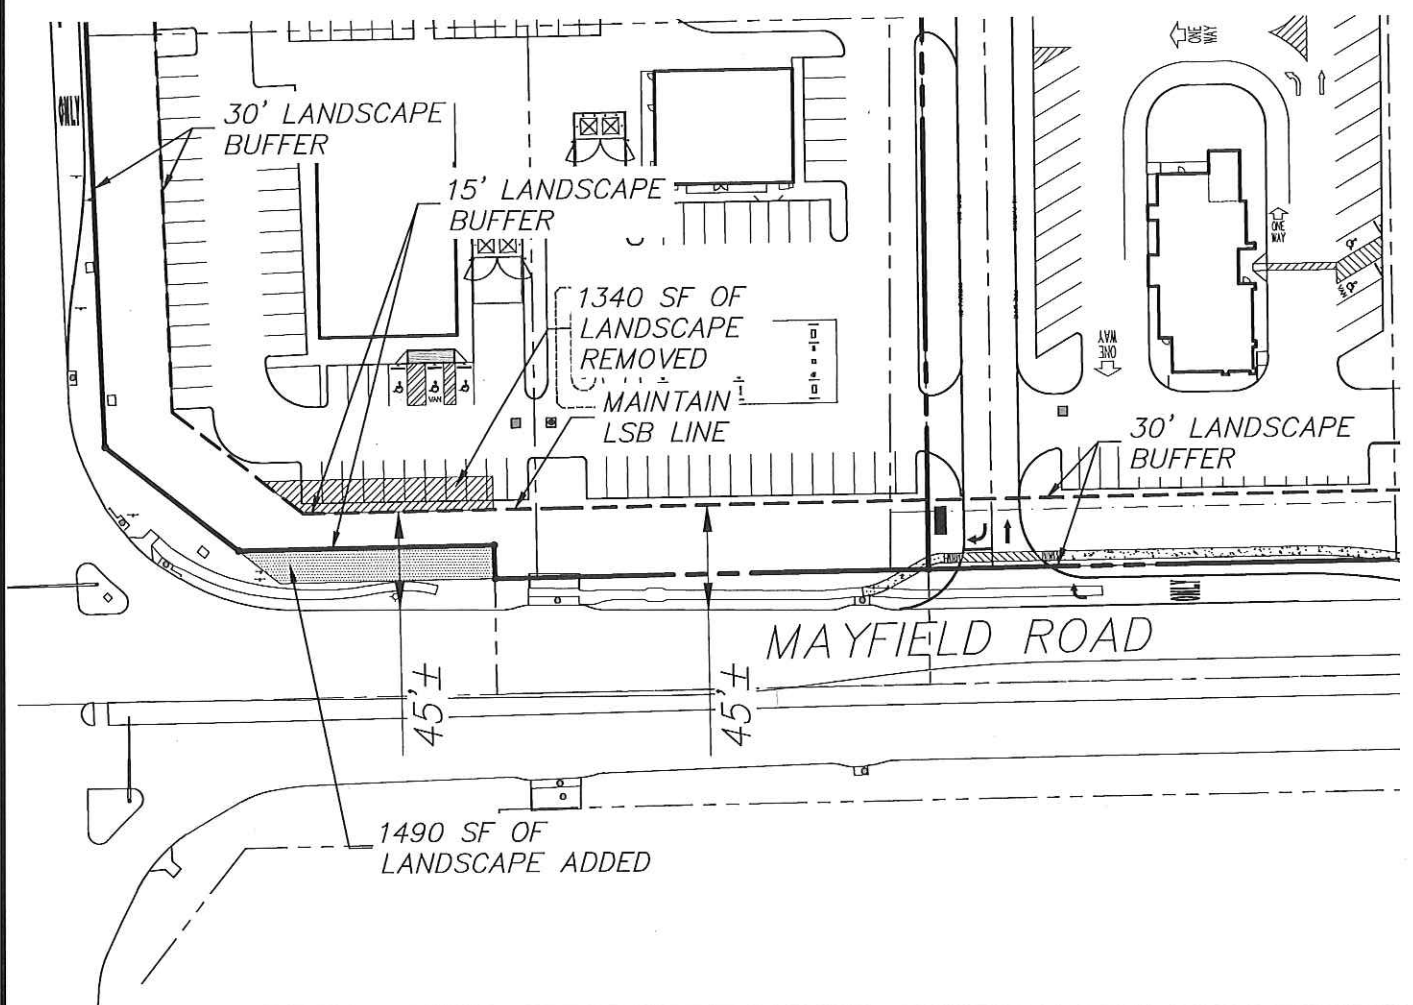 ONLY
ONE
WAY
30' LANDSCAPE
BUFFER
15' LANDSCAPE
BUFFER
ONE
WAY
1340 SF OF
LANDSCAPE
REMOVED
ONE
WAY
VAN
MAINTAIN
LSB LINE
30' LANDSCAPE
BUFFER
ONLY
MAYFIELD ROAD
45'±
45'±
1490 SF OF
LANDSCAPE ADDED